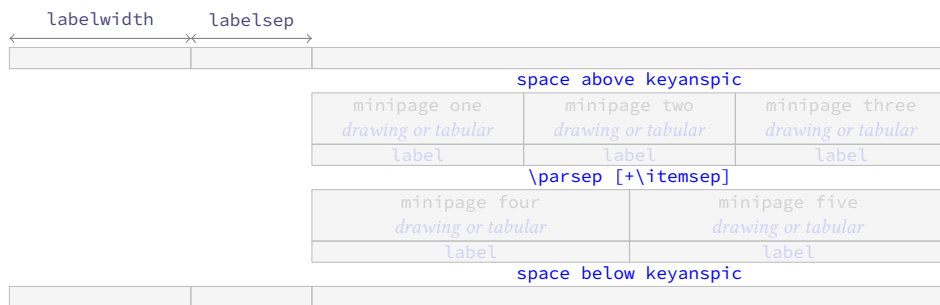 labelwidth labelsep
space above keyanspic
minipage one minipage two minipage three
drawing or tabular drawing or tabular drawing or tabular
label label label
\parsep [+\itemsep]
minipage four minipage five
drawing or tabular drawing or tabular
label label
space below keyanspic